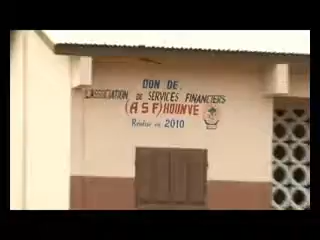 DON DE
L'ASSOCIATION DE SERVICES FINANCIERS
(A S F) HOUNVE
Réalisé en 2010